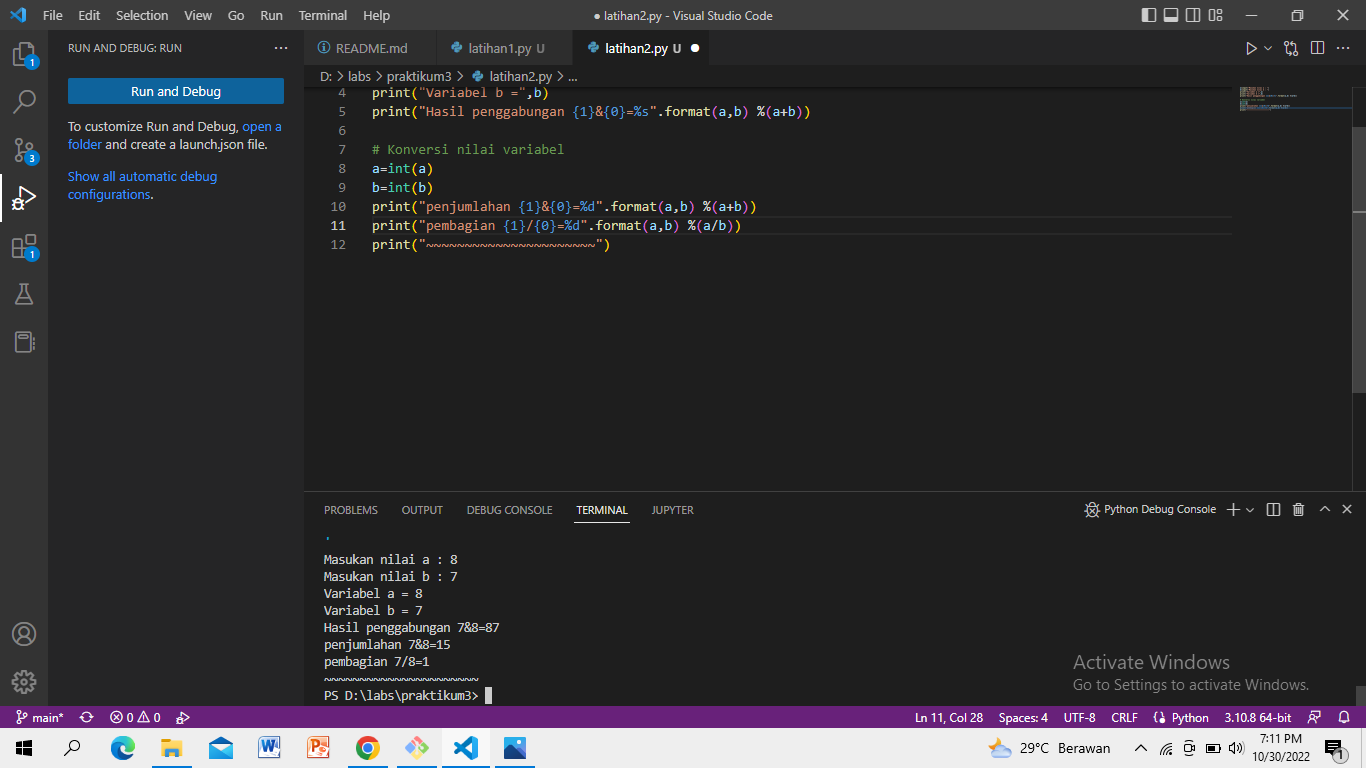 File Edit Selection View Go Run Terminal Help
● latihan2.py - Visual Studio Code
RUN AND DEBUG: RUN ···
README.md
latihan1.py U
latihan2.py U ●
D: > labs > praktikum3 > latihan2.py > ...
1
Run and Debug
To customize Run and Debug, open a
folder and create a launch.json file.
Show all automatic debug
configurations.
3
1
4 print("Variabel b =",b)
5 print("Hasil penggabungan {1}&{0}=%s".format(a,b) %(a+b))
6
7 # Konversi nilai variabel
8 a=int(a)
9 b=int(b)
10 print("penjumlahan {1}&{0}=%d".format(a,b) %(a+b))
11 print("pembagian {1}/{0}=%d".format(a,b) %(a/b))
12 print("~~~~~~~~~~~~~~~~~~~~~~")
PROBLEMS OUTPUT DEBUG CONSOLE TERMINAL JUPYTER
Python Debug Console
'
Masukan nilai a : 8
Masukan nilai b : 7
Variabel a = 8
Variabel b = 7
Hasil penggabungan 7&8=87
penjumlahan 7&8=15
pembagian 7/8=1
~~~~~~~~~~~~~~~~~~~~~~
PS D:\labs\praktikum3>
Activate Windows
Go to Settings to activate Windows.
main* 0 0
Ln 11, Col 28 Spaces: 4 UTF-8 CRLF Python 3.10.8 64-bit
29°C Berawan
7:11 PM
10/30/2022
1